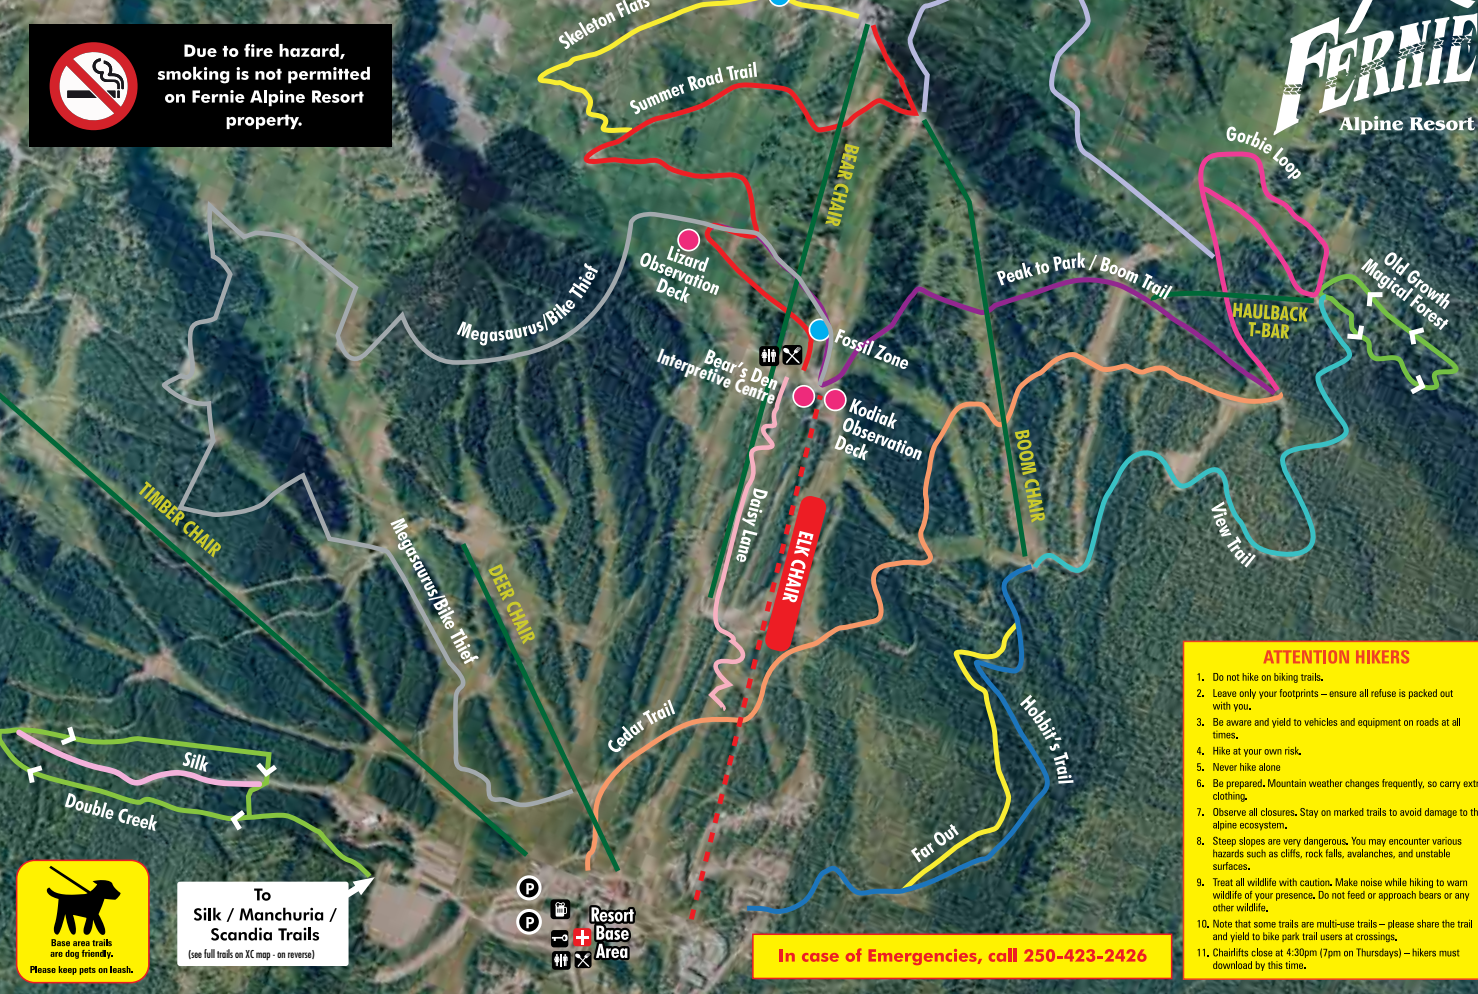 Due to fire hazard,
smoking is not permitted
on Fernie Alpine Resort
property.
Skeleton Flats
Summer Road Trail
BEAR CHAIR
FERNIE
Alpine Resort
Gorbie Loop
Lizard
Observation
Deck
Megasaurus/Bike Thief
Peak to Park / Boom Trail
Old Growth
Magical Forest
HAULBACK
T-BAR
Fossil Zone
Bear's Den
Interpretive Centre
Kodiak
Observation
Deck
BOOM CHAIR
TIMBER CHAIR
Megasaurus/Bike Thief
DEER CHAIR
Daisy Lane
ELK CHAIR
View Trail
Cedar Trail
Hobbit's Trail
Far Out
Silk
Double Creek
Base area trails
are dog friendly.
Please keep pets on leash.
To
Silk / Manchuria /
Scandia Trails
(see full trails on XC map - on reverse)
P
P
Resort
Base
Area
In case of Emergencies, call 250-423-2426
ATTENTION HIKERS
1. Do not hike on biking trails.
2. Leave only your footprints – ensure all refuse is packed out
with you.
3. Be aware and yield to vehicles and equipment on roads at all
times.
4. Hike at your own risk.
5. Never hike alone
6. Be prepared. Mountain weather changes frequently, so carry extr
clothing.
7. Observe all closures. Stay on marked trails to avoid damage to th
alpine ecosystem.
8. Steep slopes are very dangerous. You may encounter various
hazards such as cliffs, rock falls, avalanches, and unstable
surfaces.
9. Treat all wildlife with caution. Make noise while hiking to warn
wildlife of your presence. Do not feed or approach bears or any
other wildlife.
10. Note that some trails are multi-use trails – please share the trail
and yield to bike park trail users at crossings.
11. Chairlifts close at 4:30pm (7pm on Thursdays) – hikers must
download by this time.